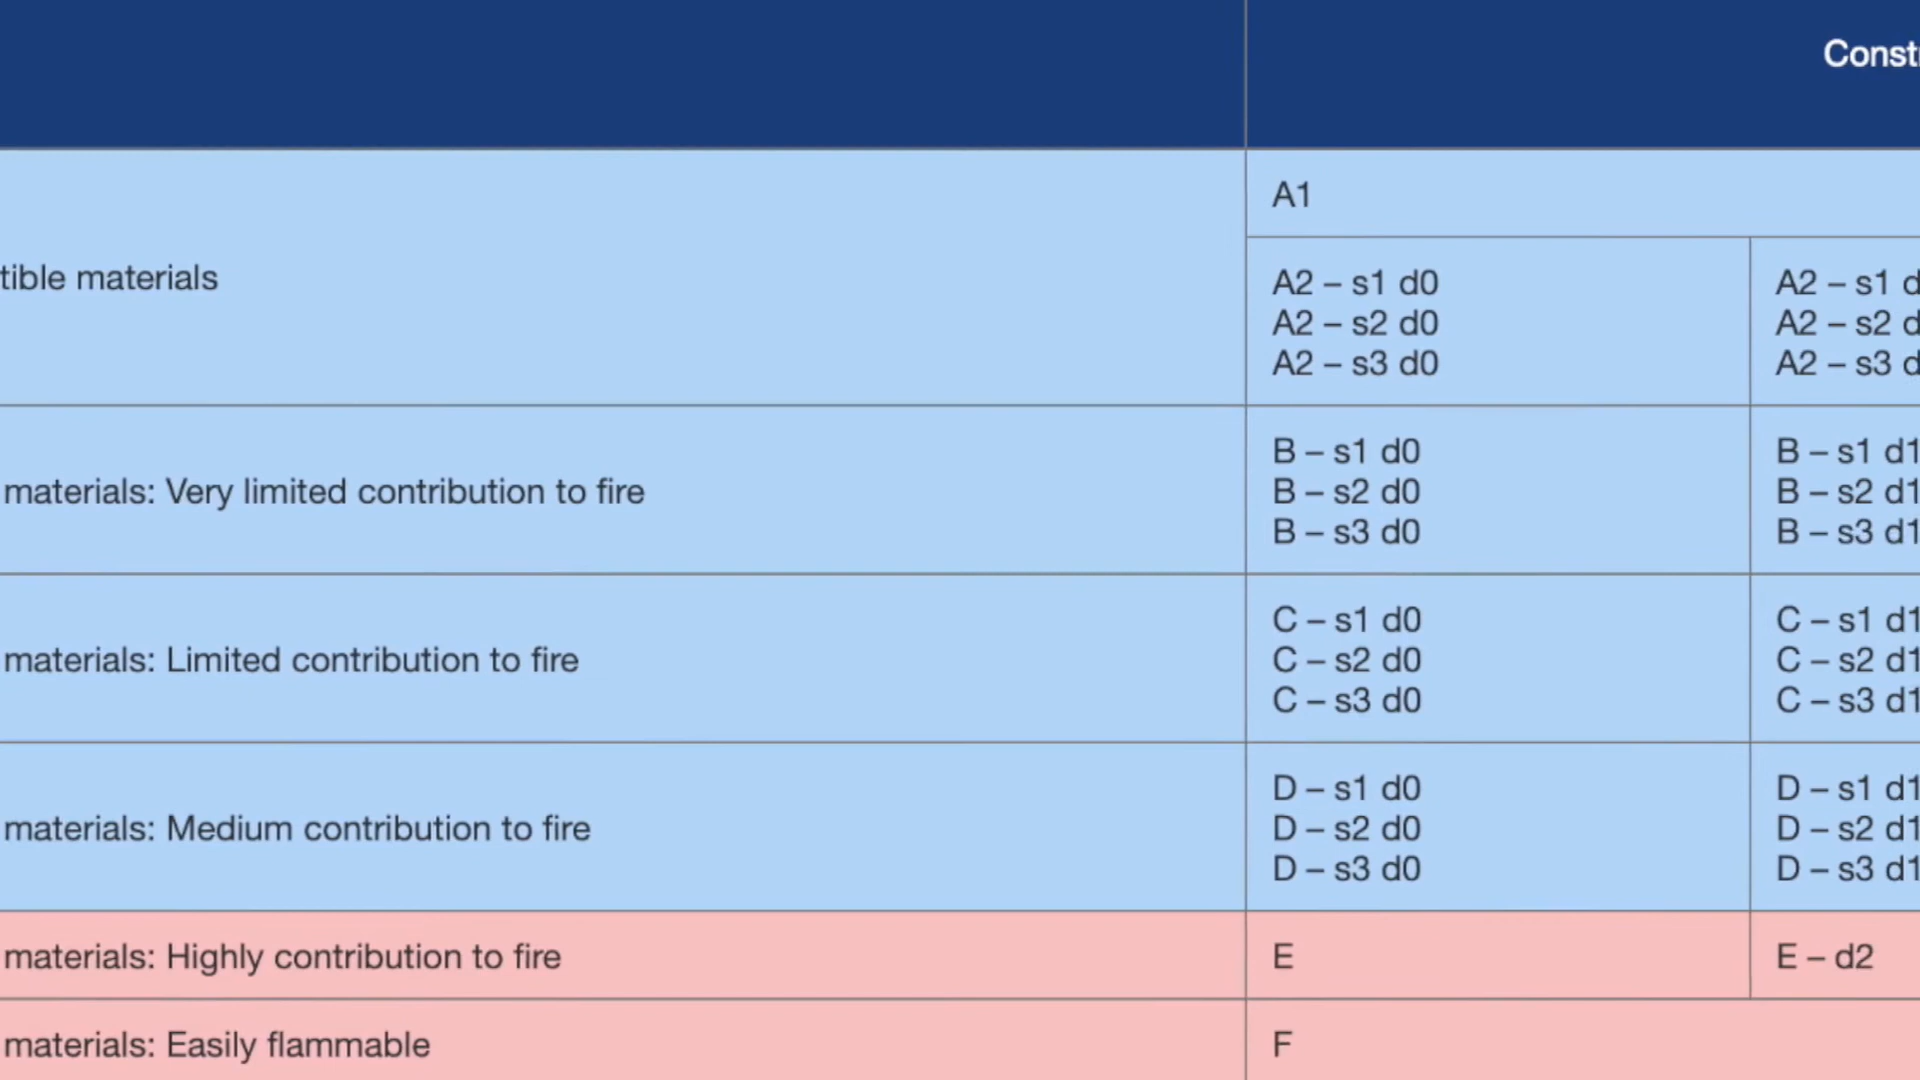 Constr
A1
tible materials
A2 – s1 d0
A2 – s2 d0
A2 – s3 d0
A2 – s1 d
A2 – s2 d
A2 – s3 d
materials: Very limited contribution to fire
B – s1 d0
B – s2 d0
B – s3 d0
B – s1 d1
B – s2 d1
B – s3 d1
materials: Limited contribution to fire
C – s1 d0
C – s2 d0
C – s3 d0
C – s1 d1
C – s2 d1
C – s3 d1
materials: Medium contribution to fire
D – s1 d0
D – s2 d0
D – s3 d0
D – s1 d1
D – s2 d1
D – s3 d1
materials: Highly contribution to fire
E
E – d2
materials: Easily flammable
F